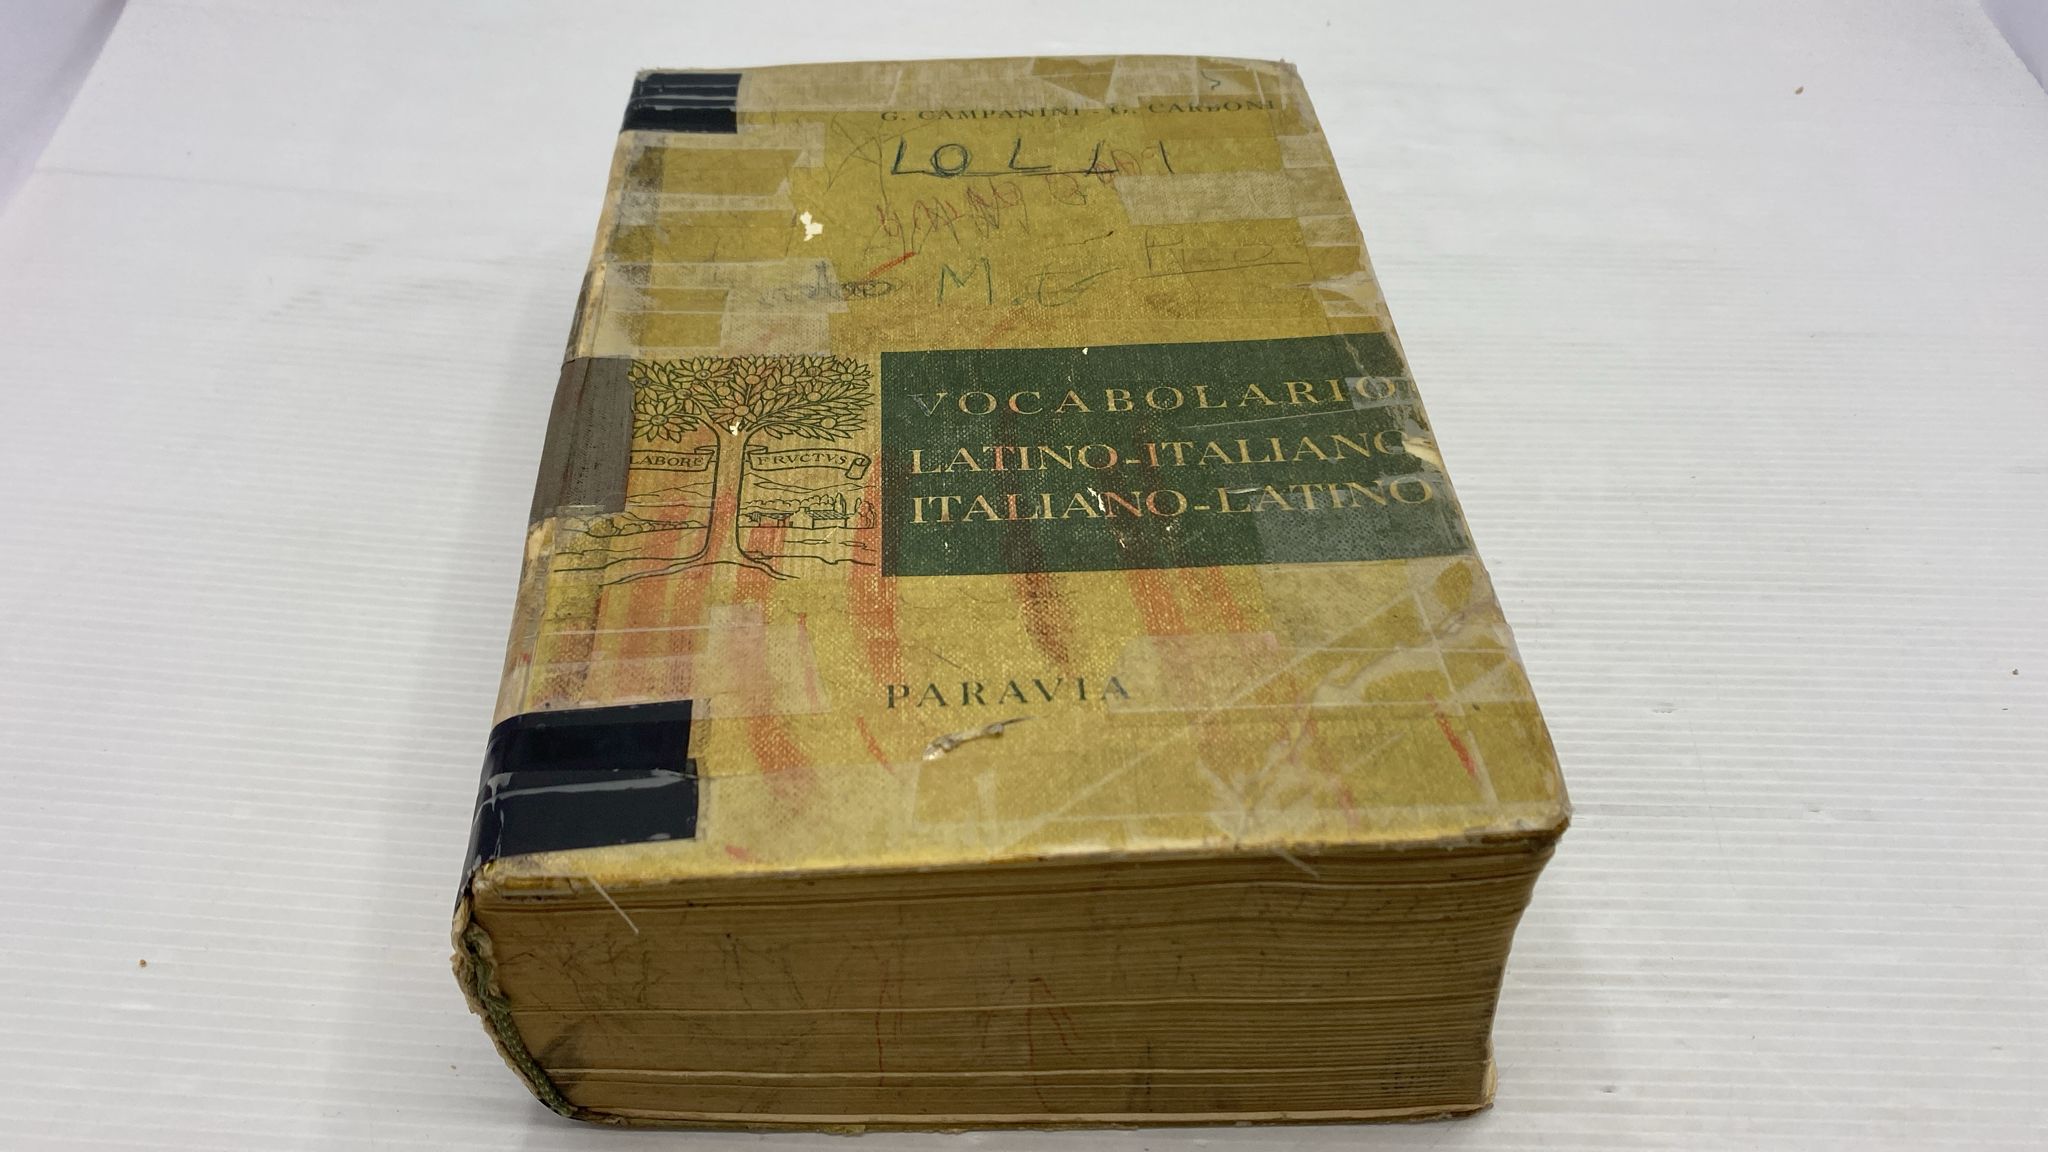 G. CAMPANINI - G. CARBONI
LOLLI
M. G
LABORE FRVCTVS
VOCABOLARIO
LATINO-ITALIANO
ITALIANO-LATINO
PARAVIA